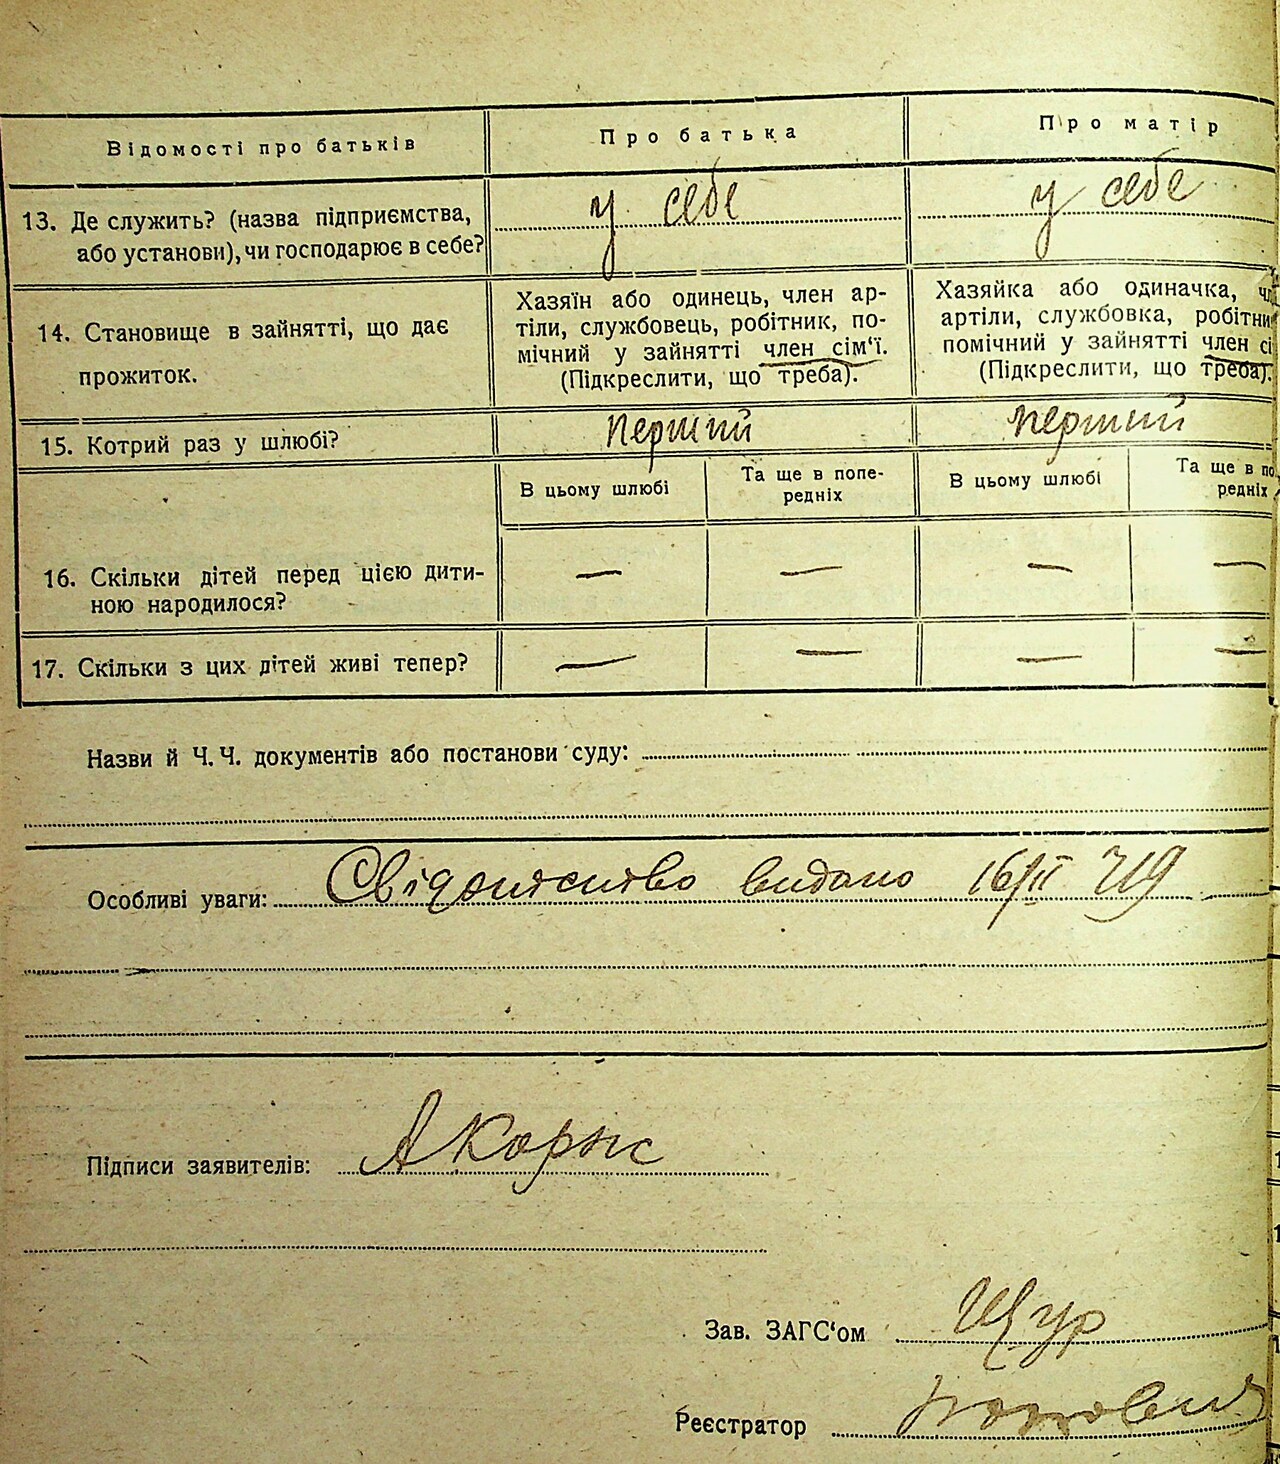 Відомості про батьків
Про батька
Про матір
13. Де служить? (назва підприємства,
або установи), чи господарює в себе?
у себе
у себе
14. Становище в зайнятті, що дає
прожиток.
Хазяїн або одинець, член ар-
тіли, службовець, робітник, по-
мічний у зайнятті член сім‘ї.
(Підкреслити, що треба).
Хазяйка або одиначка, чл
артіли, службовка, робітни
помічний у зайнятті член сі
(Підкреслити, що треба).
15. Котрий раз у шлюбі?
перший
перший
В цьому шлюбі
Та ще в попе-
редніх
В цьому шлюбі
Та ще в по
редніх
16. Скільки дітей перед цією дити-
ною народилося?
— — — —
17. Скільки з цих дітей живі тепер?
— — — —
Назви й Ч.Ч. документів або постанови суду:
Особливі уваги: Свідоитство видано 16/II
Підписи заявителів: А
Зав. ЗАГС‘ом Щур
Реєстратор